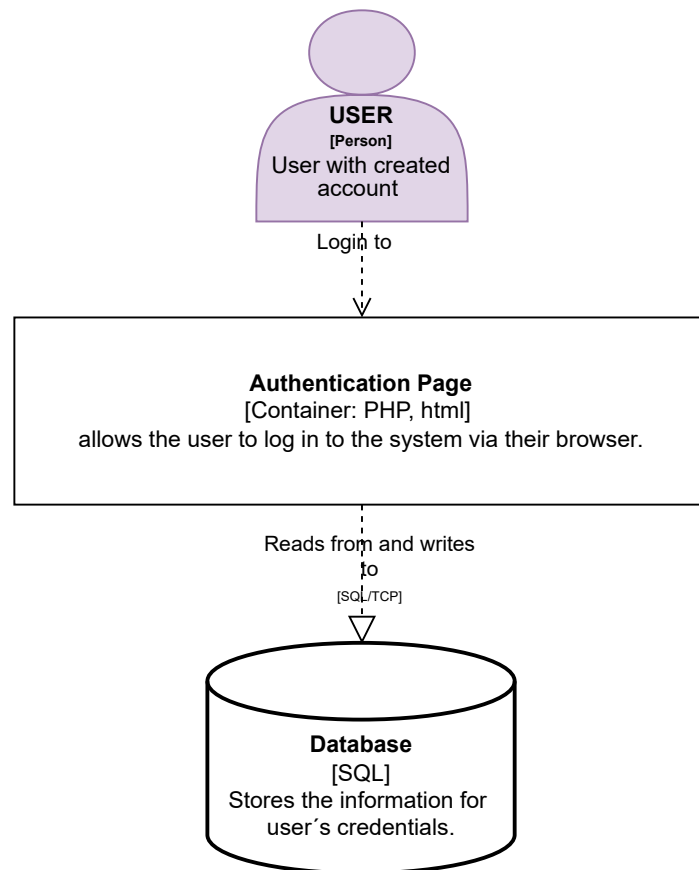 USER
[Person]
User with created
account
Login to
Authentication Page
[Container: PHP, html]
allows the user to log in to the system via their browser.
Reads from and writes
to
[SQL/TCP]
Database
[SQL]
Stores the information for
user´s credentials.